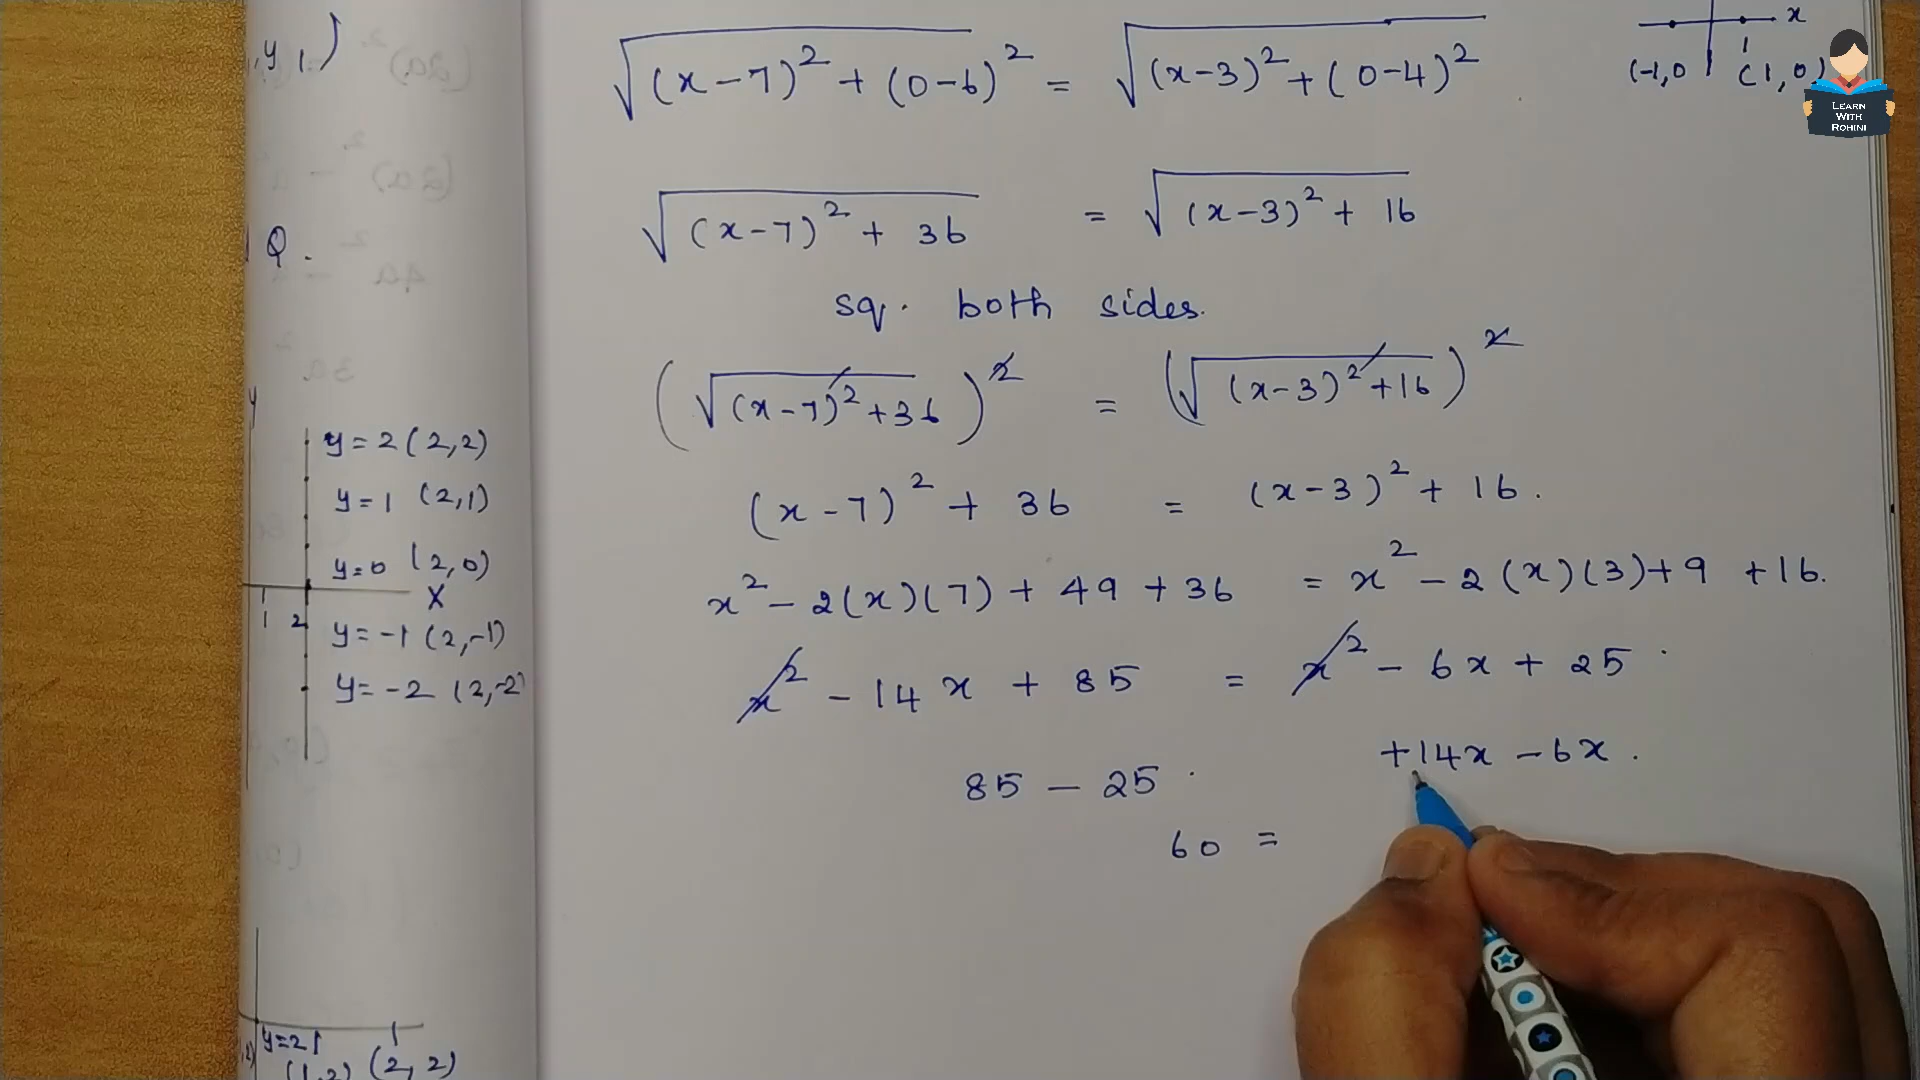 , y₁)
Q.
y
y = 2 (2,2)
y = 1 (2,1)
y = 0 (2,0)
X
1 2
y = -1 (2,-1)
y = -2 (2,-2)
y = 2
(1,2) (2,2)
√((x-7)² + (0-6)²) = √((x-3)² + (0-4)²)
√((x-7)² + 36) = √((x-3)² + 16)
sq. both sides.
(√((x-7)² + 36))² = (√((x-3)² + 16))²
(x-7)² + 36 = (x-3)² + 16.
x² - 2(x)(7) + 49 + 36 = x² - 2(x)(3) + 9 + 16.
x² - 14x + 85 = x² - 6x + 25.
85 - 25 +14x - 6x.
60 =
x
(-1,0 (1,0)
LEARN
WITH
ROHINI